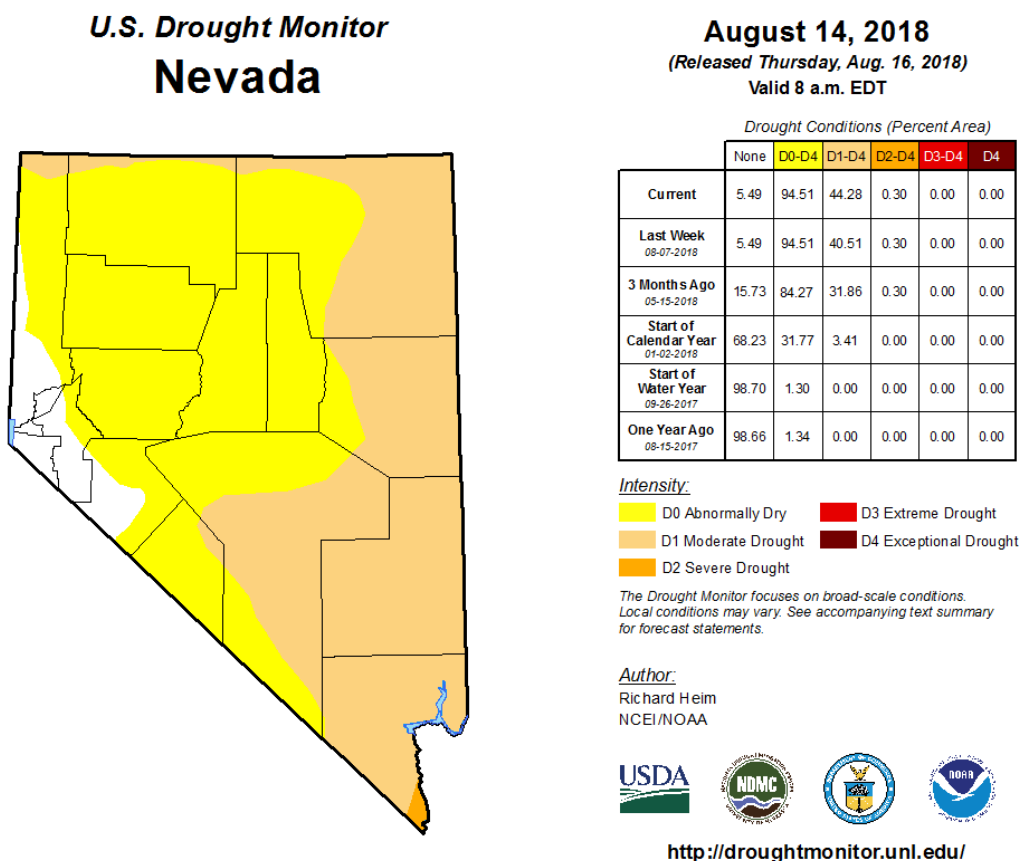 U.S. Drought Monitor
Nevada
August 14, 2018
(Released Thursday, Aug. 16, 2018)
Valid 8 a.m. EDT
Drought Conditions (Percent Area)
None D0-D4 D1-D4 D2-D4 D3-D4 D4
Current 5.49 94.51 44.28 0.30 0.00 0.00
Last Week
08-07-2018
5.49 94.51 40.51 0.30 0.00 0.00
3 Months Ago
05-15-2018
15.73 84.27 31.86 0.30 0.00 0.00
Start of
Calendar Year
01-02-2018
68.23 31.77 3.41 0.00 0.00 0.00
Start of
Water Year
09-26-2017
98.70 1.30 0.00 0.00 0.00 0.00
One Year Ago
08-15-2017
98.66 1.34 0.00 0.00 0.00 0.00
Intensity:
D0 Abnormally Dry
D1 Moderate Drought
D2 Severe Drought
D3 Extreme Drought
D4 Exceptional Drought
The Drought Monitor focuses on broad-scale conditions.
Local conditions may vary. See accompanying text summary
for forecast statements.
Author:
Richard Heim
NCEI/NOAA
USDA
NDMC
NOAA
http://droughtmonitor.unl.edu/